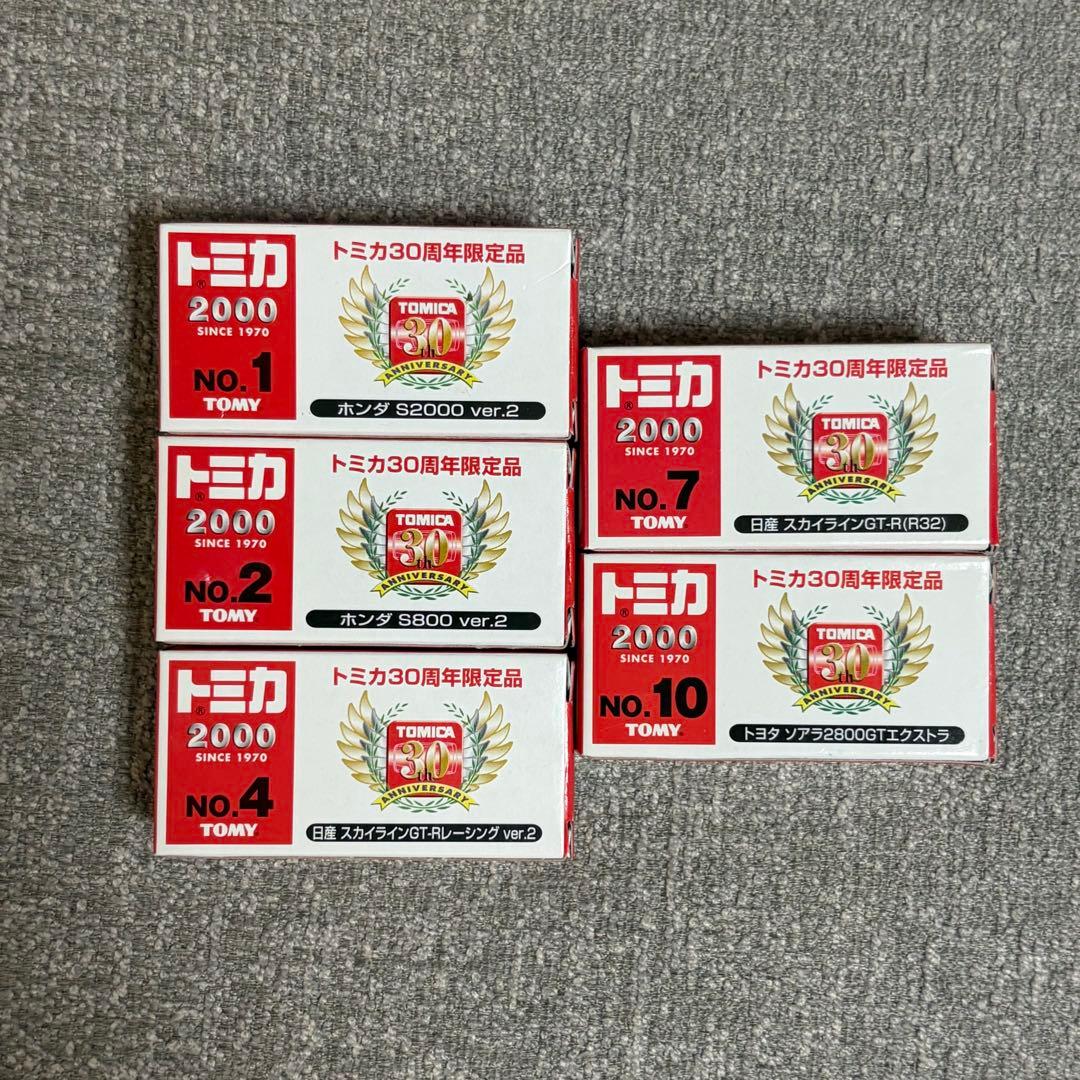 トミカ
®
2000
SINCE 1970
NO.1
TOMY
トミカ30周年限定品
TOMICA
30th
ANNIVERSARY
ホンダ S2000 ver.2
トミカ
®
2000
SINCE 1970
NO.2
TOMY
トミカ30周年限定品
TOMICA
30th
ANNIVERSARY
ホンダ S800 ver.2
トミカ
®
2000
SINCE 1970
NO.4
TOMY
トミカ30周年限定品
TOMICA
30th
ANNIVERSARY
日産 スカイラインGT-Rレーシング ver.2
トミカ
®
2000
SINCE 1970
NO.7
TOMY
トミカ30周年限定品
TOMICA
30th
ANNIVERSARY
日産 スカイラインGT-R(R32)
トミカ
®
2000
SINCE 1970
NO.10
TOMY
トミカ30周年限定品
TOMICA
30th
ANNIVERSARY
トヨタ ソアラ2800GTエクストラ